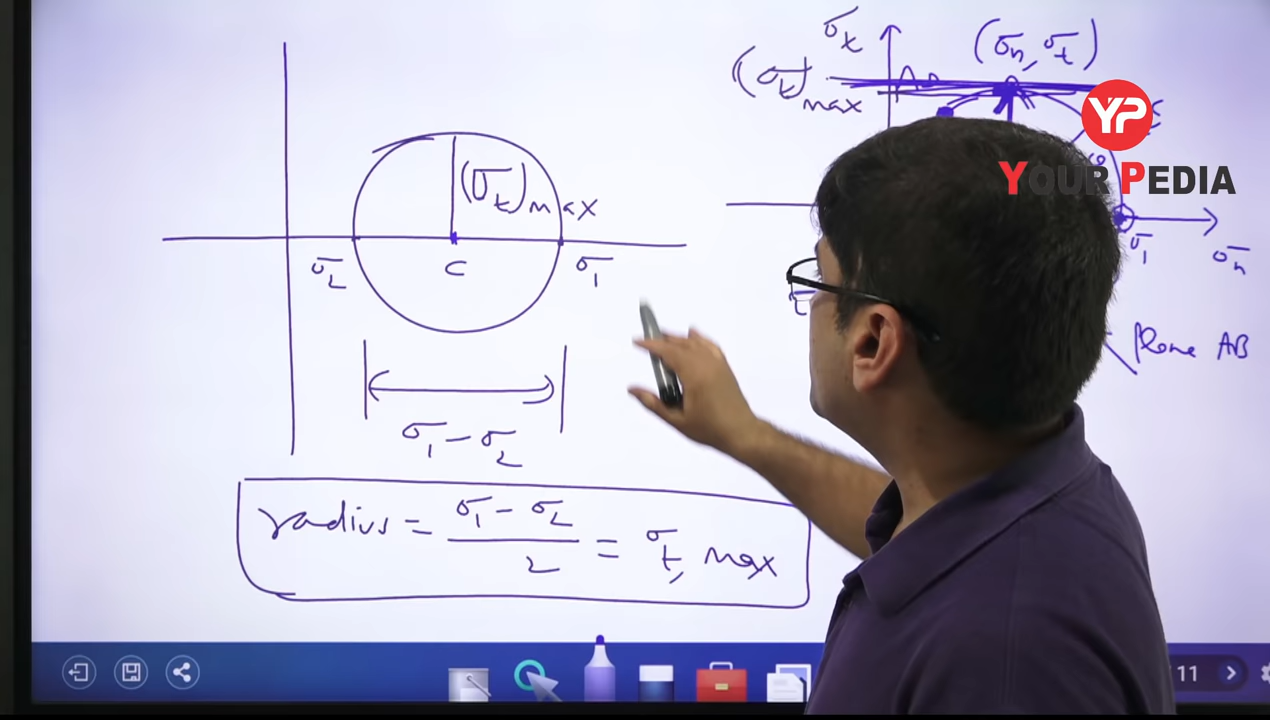 σt
(σn, σt)
(σt)max
YP
YOUR PEDIA
(σt)max
σ2
C
σ1
σ1
σn
σ1 - σ2
Plane AB
radius = σ1 - σ2 / 2 = σt, max
11